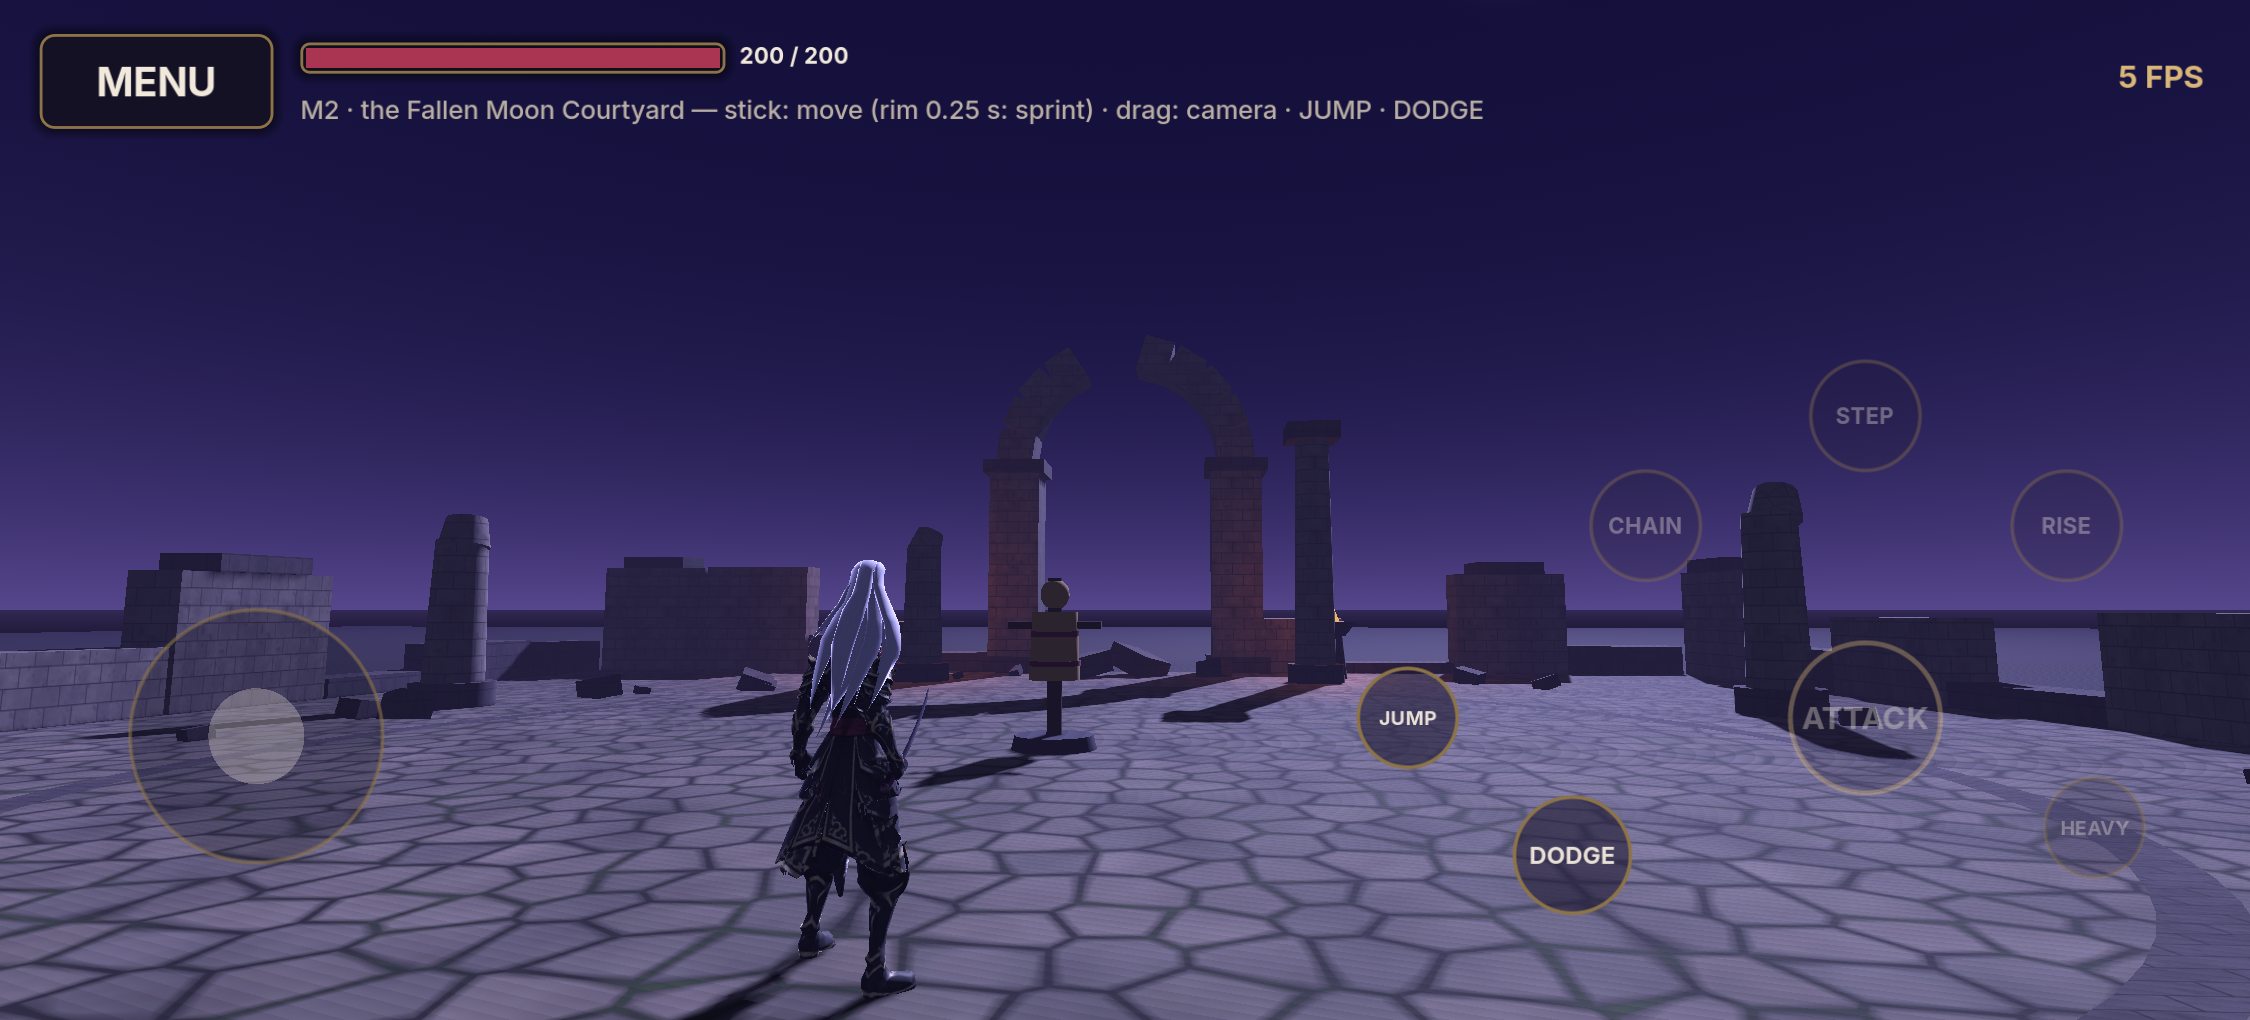 MENU
200 / 200
5 FPS
M2 · the Fallen Moon Courtyard — stick: move (rim 0.25 s: sprint) · drag: camera · JUMP · DODGE
STEP
CHAIN
RISE
JUMP
ATTACK
HEAVY
DODGE